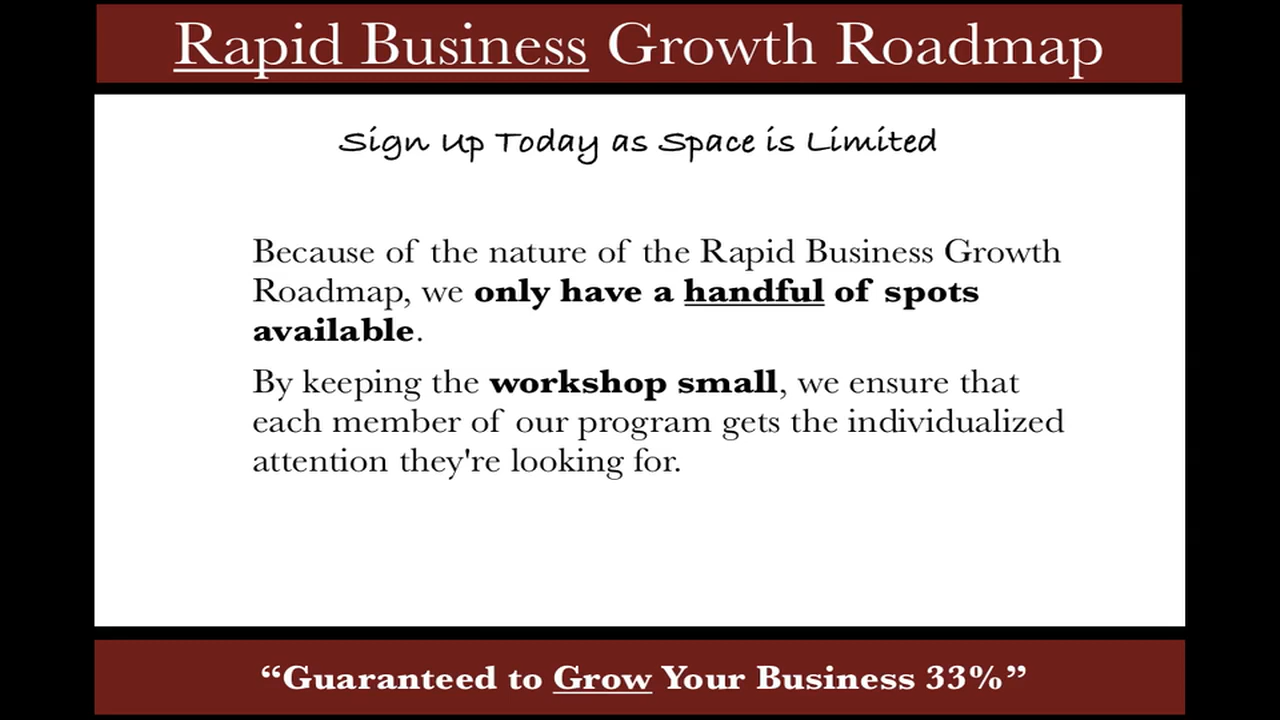 Rapid Business Growth Roadmap
Sign Up Today as Space is Limited
Because of the nature of the Rapid Business Growth
Roadmap, we only have a handful of spots
available.
By keeping the workshop small, we ensure that
each member of our program gets the individualized
attention they're looking for.
“Guaranteed to Grow Your Business 33%”